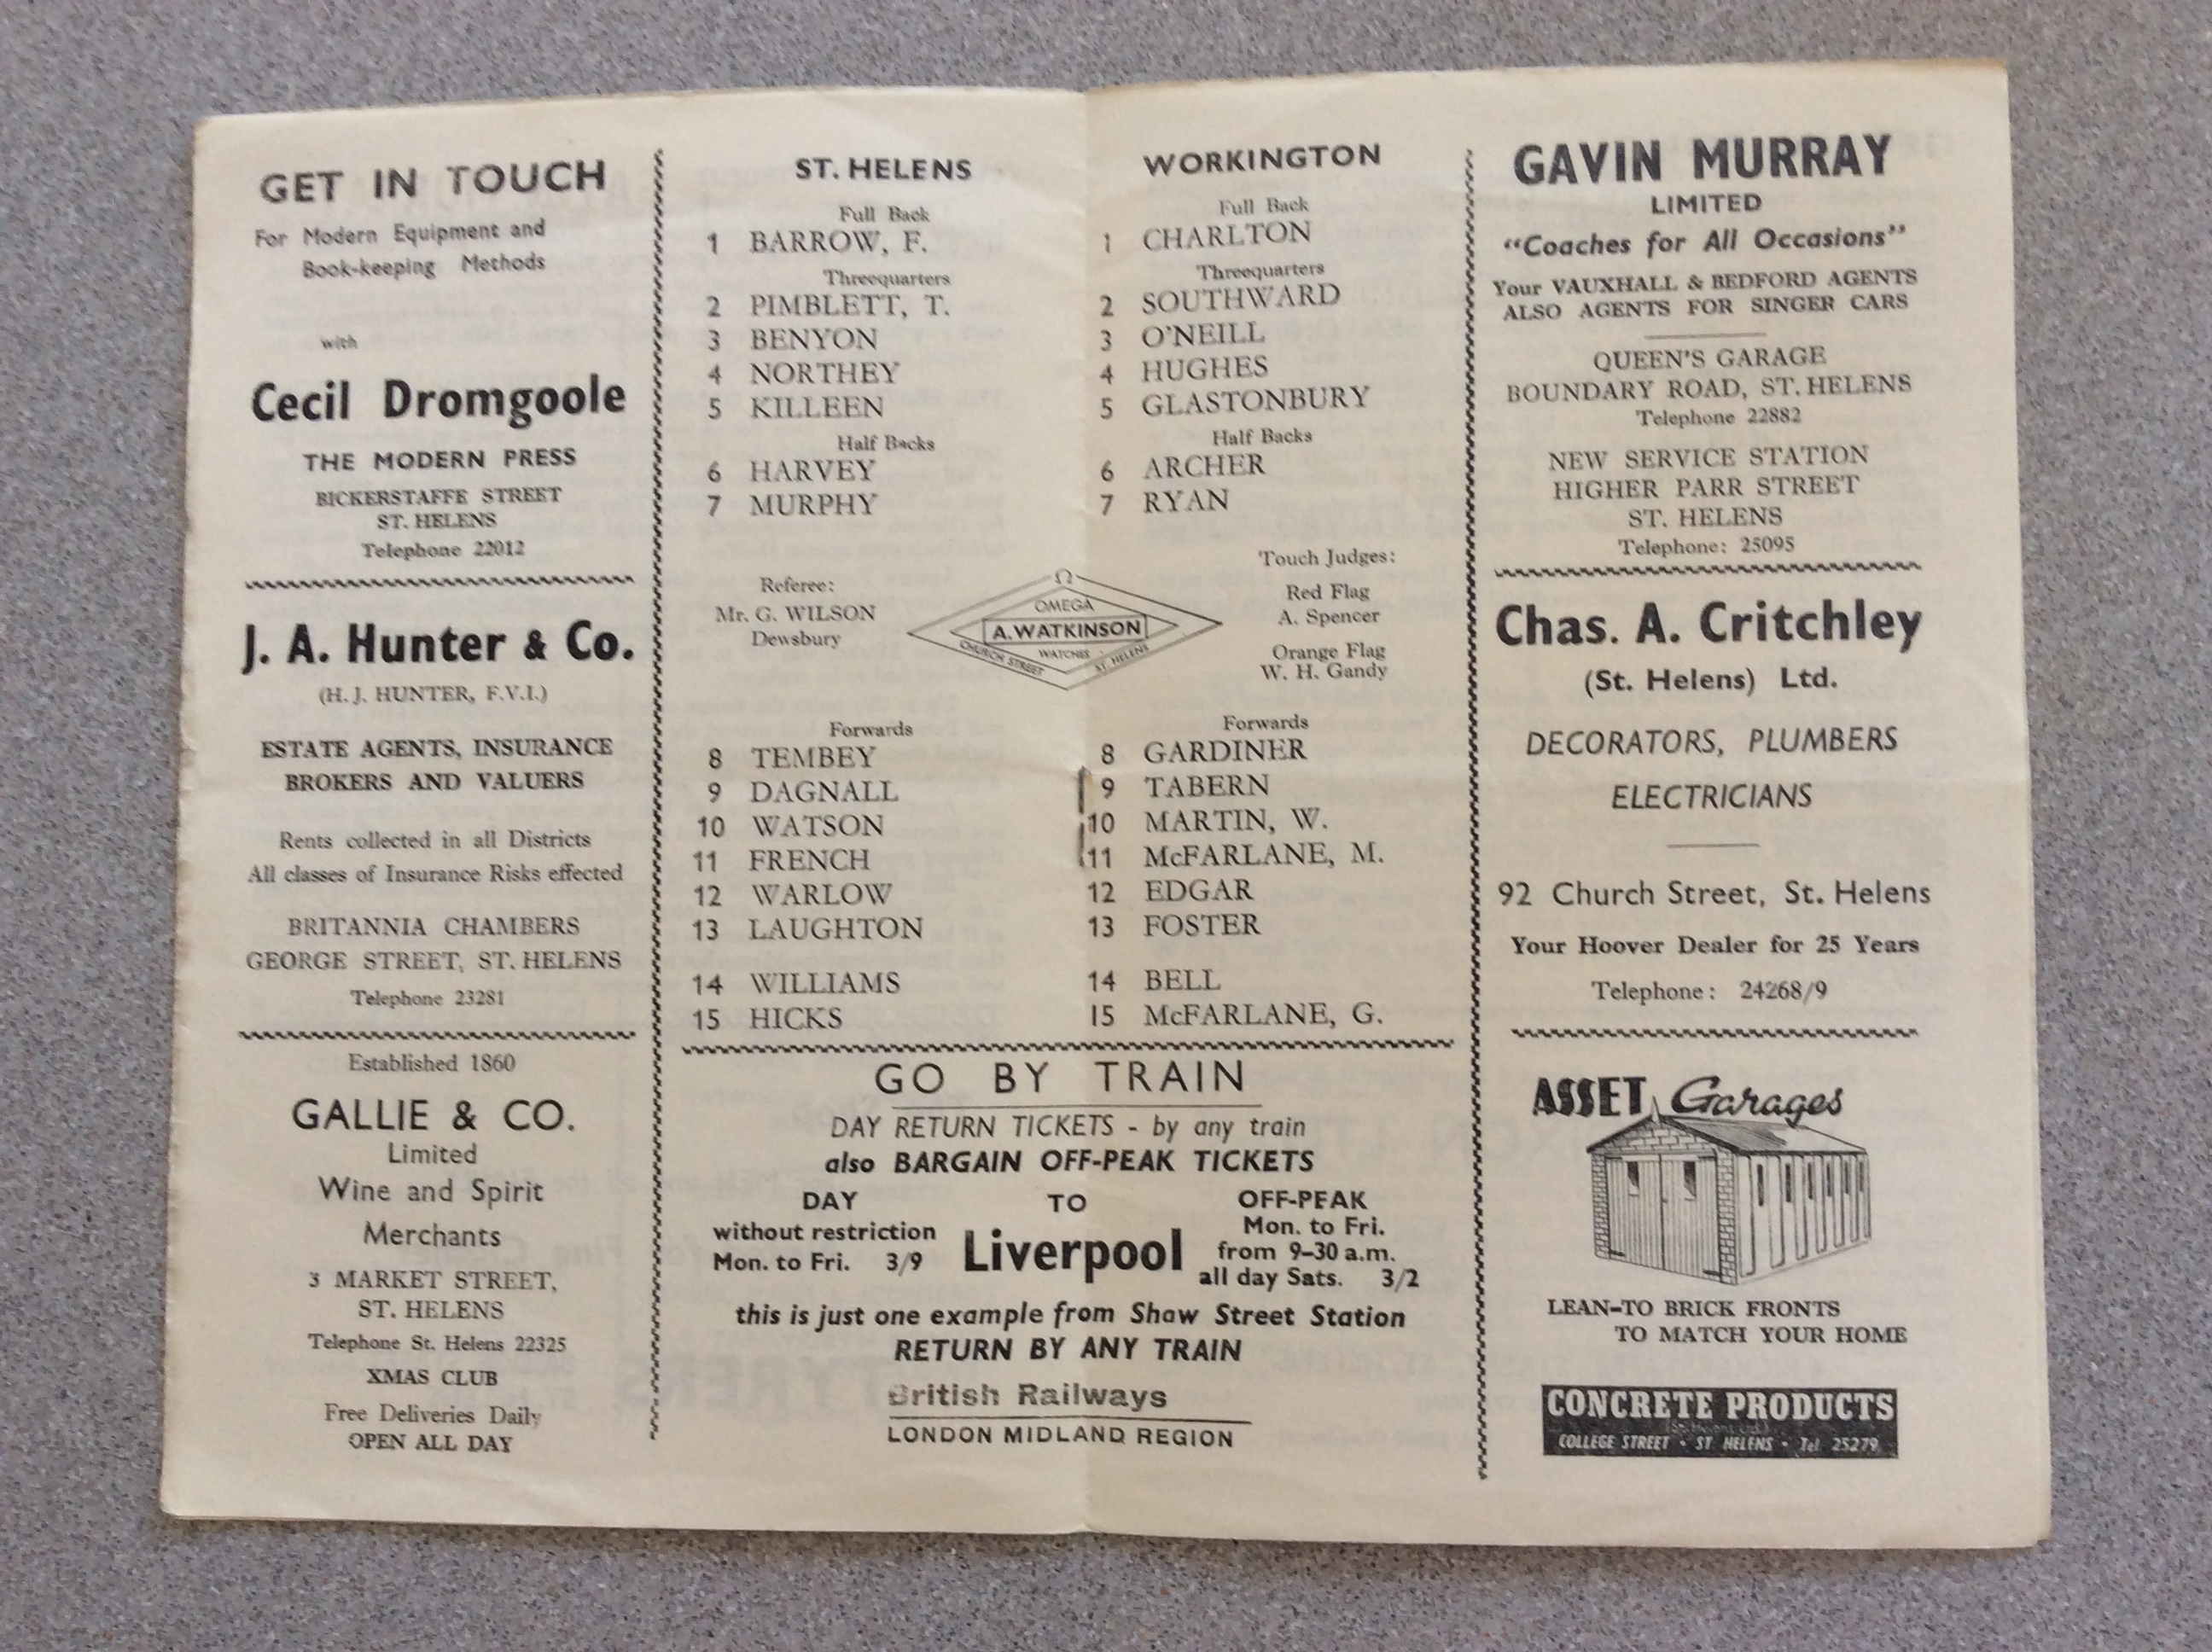 GET IN TOUCH
For Modern Equipment and
Book-keeping Methods
with
Cecil Dromgoole
THE MODERN PRESS
BICKERSTAFFE STREET
ST. HELENS
Telephone 22012
J. A. Hunter & Co.
(H. J. HUNTER, F.V.I.)
ESTATE AGENTS, INSURANCE
BROKERS AND VALUERS
Rents collected in all Districts
All classes of Insurance Risks effected
BRITANNIA CHAMBERS
GEORGE STREET, ST. HELENS
Telephone 23281
Established 1860
GALLIE & CO.
Limited
Wine and Spirit
Merchants
3 MARKET STREET,
ST. HELENS
Telephone St. Helens 22325
XMAS CLUB
Free Deliveries Daily
OPEN ALL DAY
ST. HELENS
Full Back
1 BARROW, F.
Threequarters
2 PIMBLETT, T.
3 BENYON
4 NORTHEY
5 KILLEEN
Half Backs
6 HARVEY
7 MURPHY
Referee:
Mr. G. WILSON
Dewsbury
Forwards
8 TEMBEY
9 DAGNALL
10 WATSON
11 FRENCH
12 WARLOW
13 LAUGHTON
14 WILLIAMS
15 HICKS
Ω
OMEGA
A. WATKINSON
WATCHES
CHURCH STREET ST. HELENS
WORKINGTON
Full Back
1 CHARLTON
Threequarters
2 SOUTHWARD
3 O'NEILL
4 HUGHES
5 GLASTONBURY
Half Backs
6 ARCHER
7 RYAN
Touch Judges:
Red Flag
A. Spencer
Orange Flag
W. H. Gandy
Forwards
8 GARDINER
9 TABERN
10 MARTIN, W.
11 McFARLANE, M.
12 EDGAR
13 FOSTER
14 BELL
15 McFARLANE, G.
GO BY TRAIN
DAY RETURN TICKETS - by any train
also BARGAIN OFF-PEAK TICKETS
DAY
without restriction
Mon. to Fri. 3/9
TO
Liverpool
OFF-PEAK
Mon. to Fri.
from 9-30 a.m.
all day Sats. 3/2
this is just one example from Shaw Street Station
RETURN BY ANY TRAIN
British Railways
LONDON MIDLAND REGION
GAVIN MURRAY
LIMITED
"Coaches for All Occasions"
Your VAUXHALL & BEDFORD AGENTS
ALSO AGENTS FOR SINGER CARS
QUEEN'S GARAGE
BOUNDARY ROAD, ST. HELENS
Telephone 22882
NEW SERVICE STATION
HIGHER PARR STREET
ST. HELENS
Telephone: 25095
Chas. A. Critchley
(St. Helens) Ltd.
DECORATORS, PLUMBERS
ELECTRICIANS
92 Church Street, St. Helens
Your Hoover Dealer for 25 Years
Telephone: 24268/9
ASSET Garages
LEAN-TO BRICK FRONTS
TO MATCH YOUR HOME
CONCRETE PRODUCTS
COLLEGE STREET · ST HELENS · Tel 25279